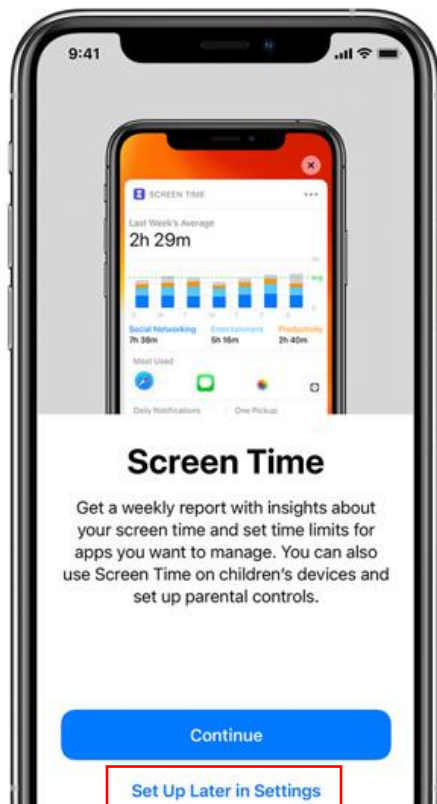 9:41
SCREEN TIME
Last Week's Average
2h 29m
avg
0
S M T W T F S
Social Networking Entertainment Productivity
7h 38m 5h 16m 2h 40m
Most Used
Daily Notifications One Pickup
Screen Time
Get a weekly report with insights about
your screen time and set time limits for
apps you want to manage. You can also
use Screen Time on children's devices and
set up parental controls.
Continue
Set Up Later in Settings